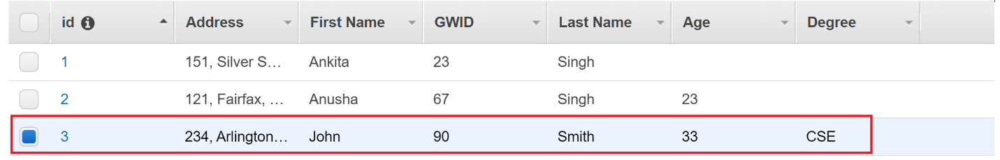 id Address First Name GWID Last Name Age Degree
1 151, Silver S… Ankita 23 Singh
2 121, Fairfax, … Anusha 67 Singh 23
3 234, Arlington… John 90 Smith 33 CSE